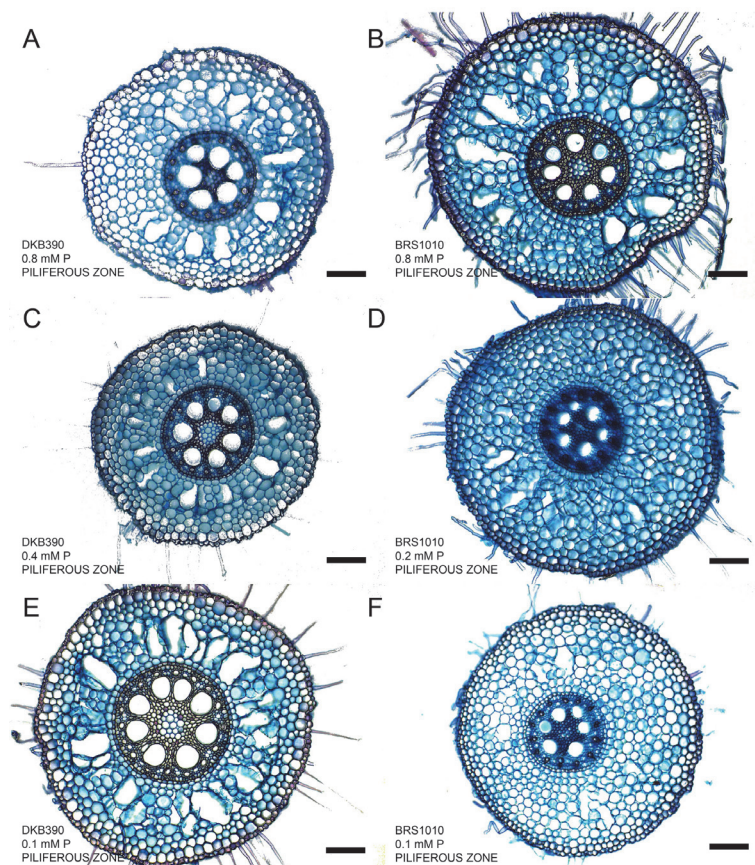 A
DKB390
0.8 mM P
PILIFEROUS ZONE
B
BRS1010
0.8 mM P
PILIFEROUS ZONE
C
DKB390
0.4 mM P
PILIFEROUS ZONE
D
BRS1010
0.2 mM P
PILIFEROUS ZONE
E
DKB390
0.1 mM P
PILIFEROUS ZONE
F
BRS1010
0.1 mM P
PILIFEROUS ZONE